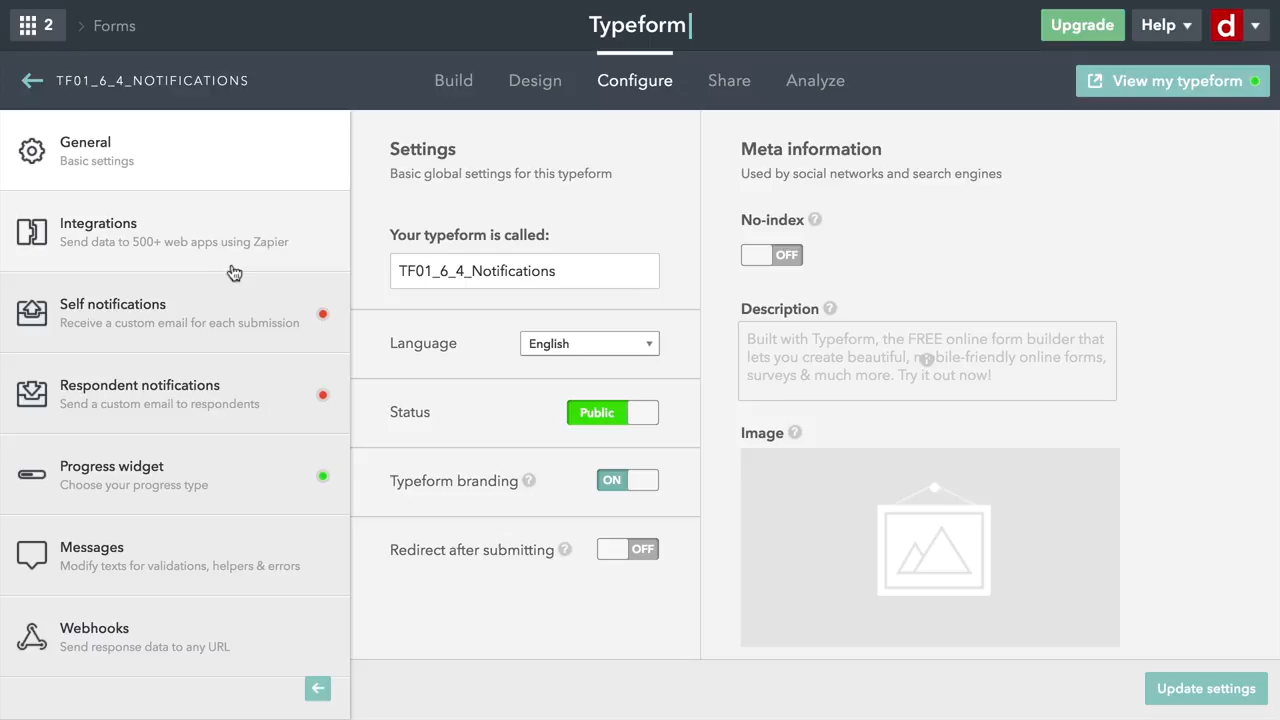 2
Forms
Typeform
Upgrade
Help
d
TF01_6_4_NOTIFICATIONS
Build
Design
Configure
Share
Analyze
View my typeform
General
Basic settings
Integrations
Send data to 500+ web apps using Zapier
Self notifications
Receive a custom email for each submission
Respondent notifications
Send a custom email to respondents
Progress widget
Choose your progress type
Messages
Modify texts for validations, helpers & errors
Webhooks
Send response data to any URL
Settings
Basic global settings for this typeform
Your typeform is called:
TF01_6_4_Notifications
Language
English
Status
Public
Typeform branding ?
ON
Redirect after submitting ?
OFF
Meta information
Used by social networks and search engines
No-index ?
OFF
Description ?
Built with Typeform, the FREE online form builder that
lets you create beautiful, mobile-friendly online forms,
surveys & much more. Try it out now!
Image ?
Update settings